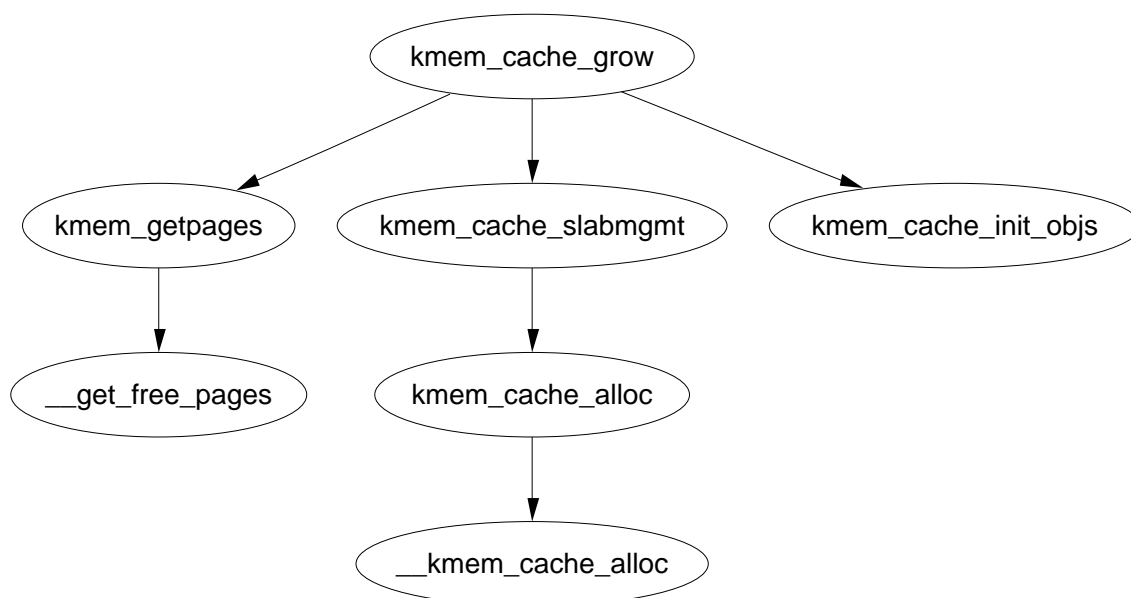 kmem_cache_grow
kmem_getpages
kmem_cache_slabmgmt
kmem_cache_init_objs
__get_free_pages
kmem_cache_alloc
__kmem_cache_alloc